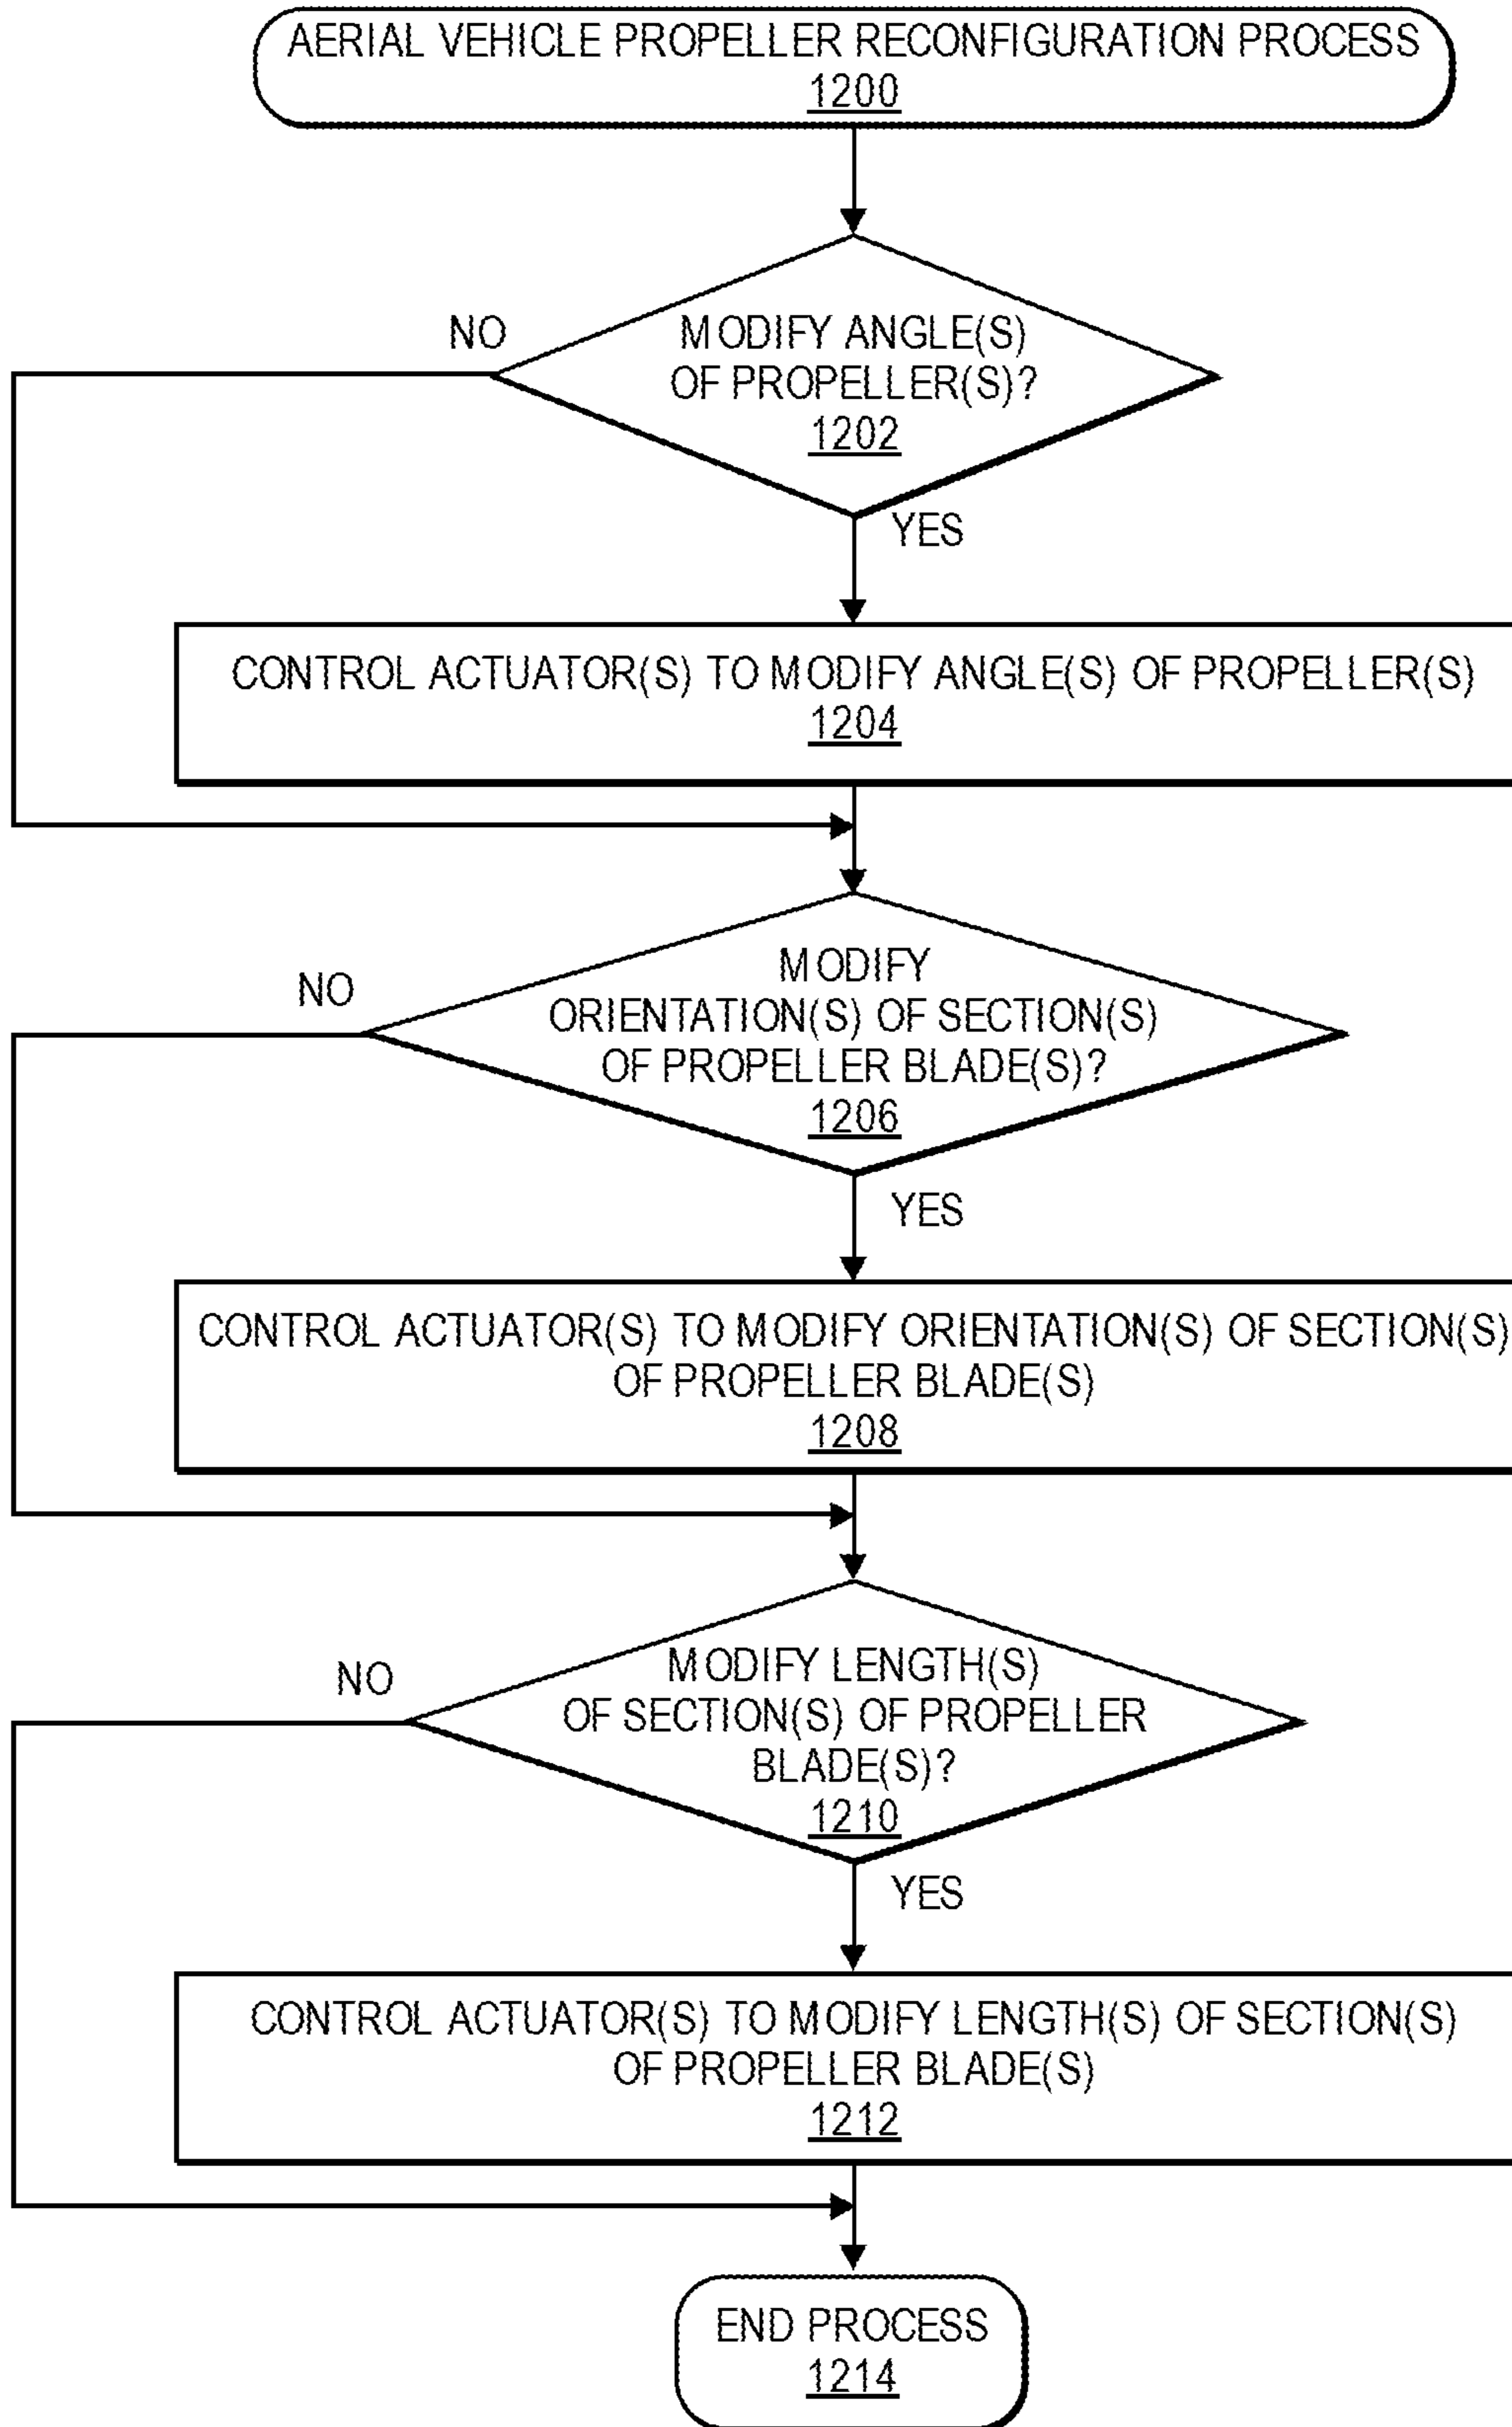 AERIAL VEHICLE PROPELLER RECONFIGURATION PROCESS
1200
NO
MODIFY ANGLE(S)
OF PROPELLER(S)?
1202
YES
CONTROL ACTUATOR(S) TO MODIFY ANGLE(S) OF PROPELLER(S)
1204
NO
MODIFY
ORIENTATION(S) OF SECTION(S)
OF PROPELLER BLADE(S)?
1206
YES
CONTROL ACTUATOR(S) TO MODIFY ORIENTATION(S) OF SECTION(S)
OF PROPELLER BLADE(S)
1208
NO
MODIFY LENGTH(S)
OF SECTION(S) OF PROPELLER
BLADE(S)?
1210
YES
CONTROL ACTUATOR(S) TO MODIFY LENGTH(S) OF SECTION(S)
OF PROPELLER BLADE(S)
1212
END PROCESS
1214